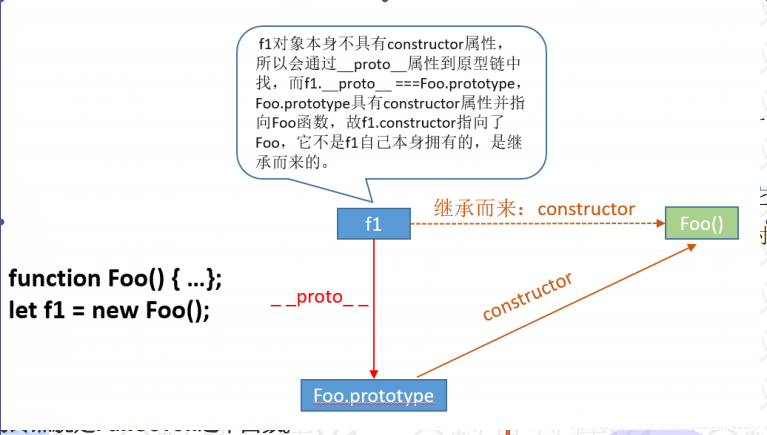 f1对象本身不具有constructor属性，
所以会通过__proto__属性到原型链中
找，而f1.__proto__ ===Foo.prototype，
Foo.prototype具有constructor属性并指
向Foo函数，故f1.constructor指向了
Foo，它不是f1自己本身拥有的，是继
承而来的。
f1
继承而来：constructor
Foo()
function Foo() { …};
let f1 = new Foo();
_ _proto_ _
constructor
Foo.prototype